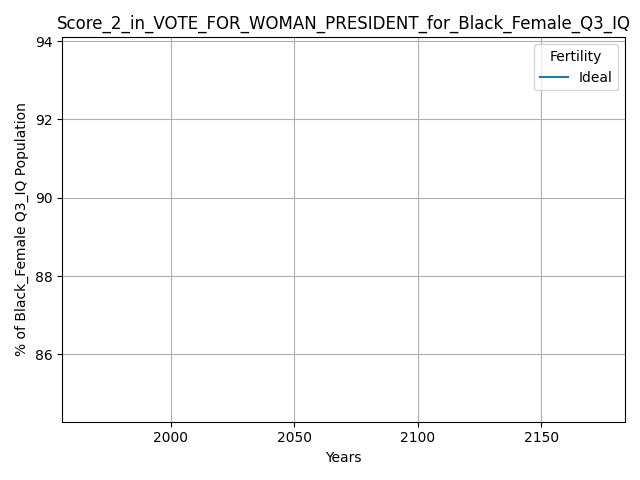 Score_2_in_VOTE_FOR_WOMAN_PRESIDENT_for_Black_Female_Q3_IQ
94
92
90
88
86
% of Black_Female Q3_IQ Population
Fertility
Ideal
2000 2050 2100 2150
Years